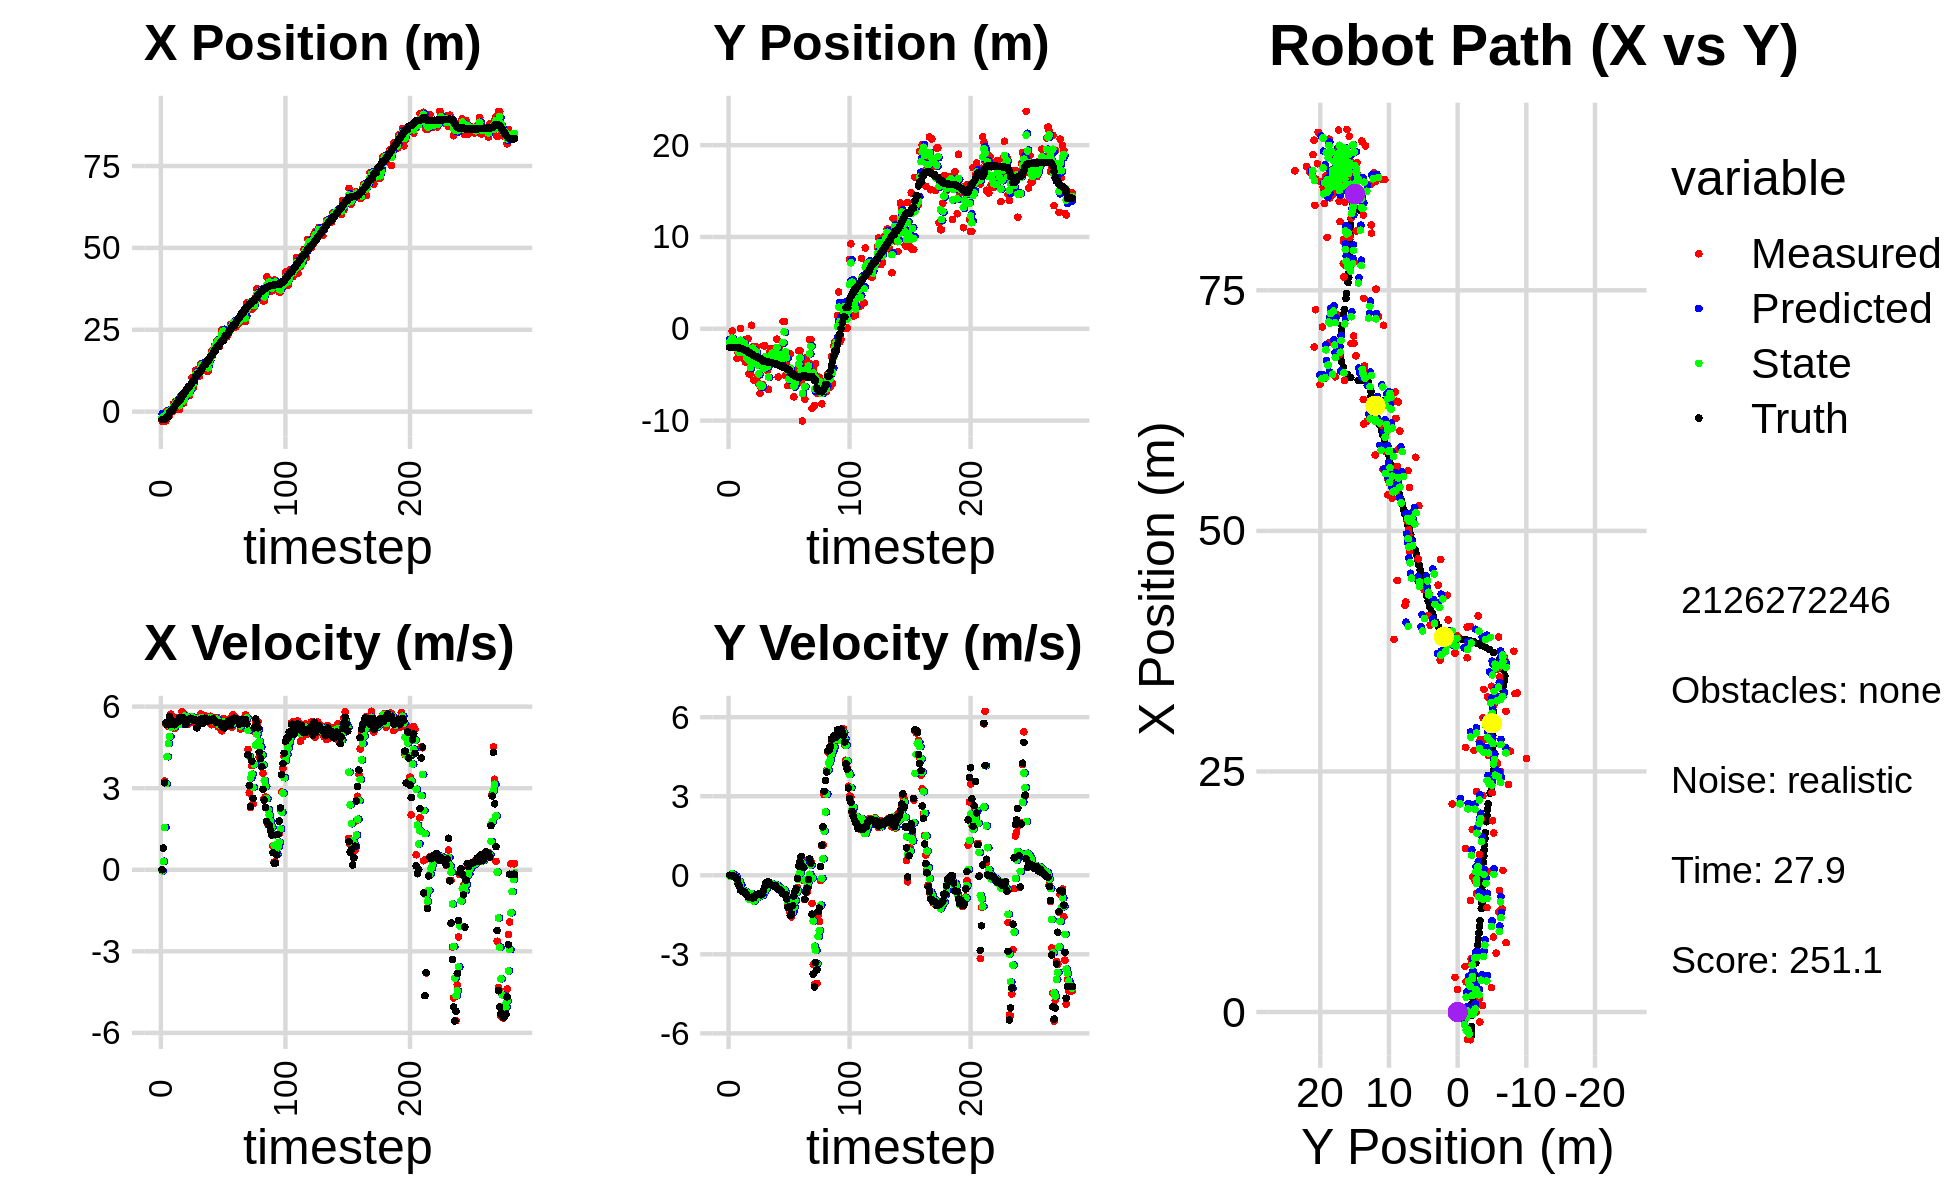 X Position (m)
75
50
25
0
0
100
200
timestep
Y Position (m)
20
10
0
-10
0
100
200
timestep
X Velocity (m/s)
6
3
0
-3
-6
0
100
200
timestep
Y Velocity (m/s)
6
3
0
-3
-6
0
100
200
timestep
Robot Path (X vs Y)
X Position (m)
75
50
25
0
20 10 0 -10 -20
Y Position (m)
variable
Measured
Predicted
State
Truth
2126272246
Obstacles: none
Noise: realistic
Time: 27.9
Score: 251.1